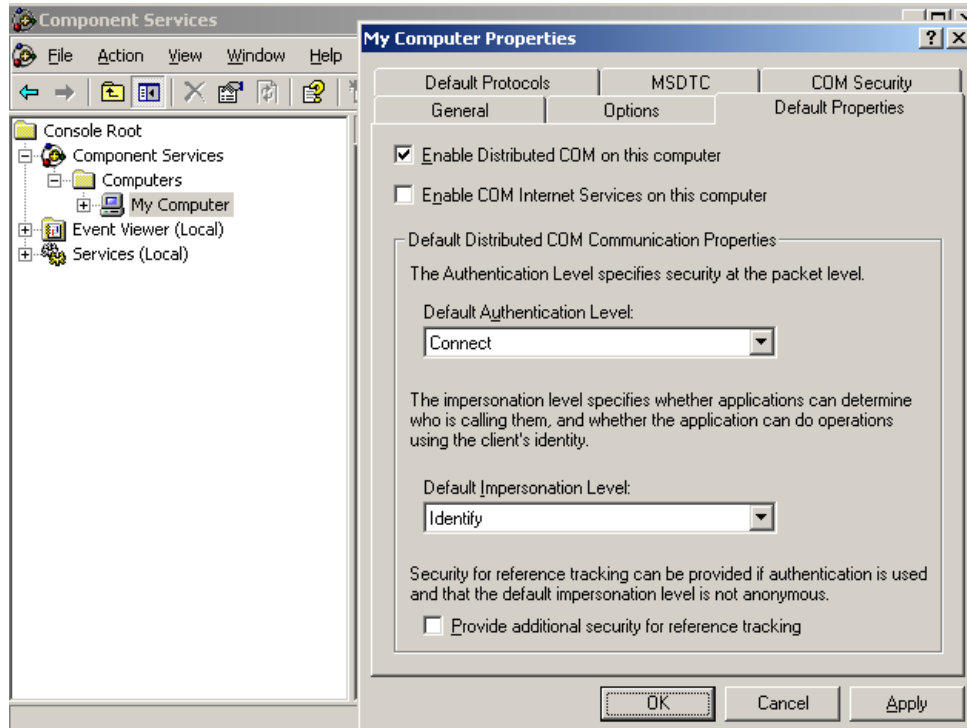 Component Services
File Action View Window Help
Console Root
Component Services
Computers
My Computer
Event Viewer (Local)
Services (Local)
My Computer Properties
Default Protocols MSDTC COM Security
General Options Default Properties
Enable Distributed COM on this computer
Enable COM Internet Services on this computer
Default Distributed COM Communication Properties
The Authentication Level specifies security at the packet level.
Default Authentication Level:
Connect
The impersonation level specifies whether applications can determine
who is calling them, and whether the application can do operations
using the client's identity.
Default Impersonation Level:
Identify
Security for reference tracking can be provided if authentication is used
and that the default impersonation level is not anonymous.
Provide additional security for reference tracking
OK Cancel Apply